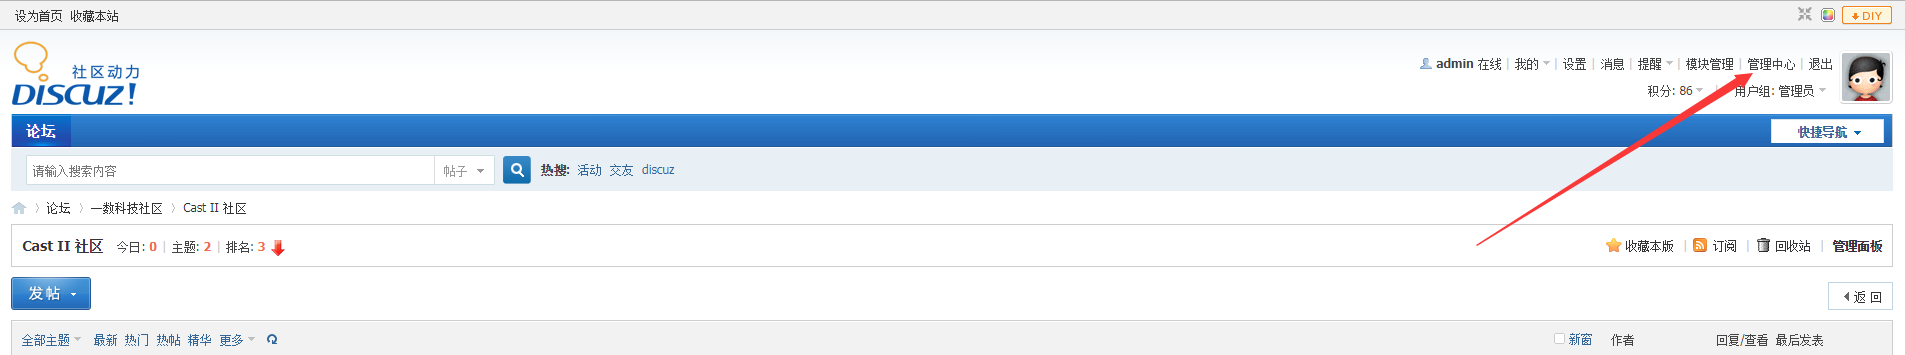 设为首页 收藏本站 DIY
社区动力
DISCUZ!
admin 在线 | 我的 | 设置 | 消息 | 提醒 | 模块管理 | 管理中心 | 退出
积分: 86 | 用户组: 管理员
论坛 快捷导航
请输入搜索内容 帖子 热搜: 活动 交友 discuz
论坛 〉 一数科技社区 〉 Cast II 社区
Cast II 社区 今日: 0 | 主题: 2 | 排名: 3 收藏本版 | 订阅 | 回收站 | 管理面板
发帖 返回
全部主题 最新 热门 热帖 精华 更多 新窗 作者 回复/查看 最后发表